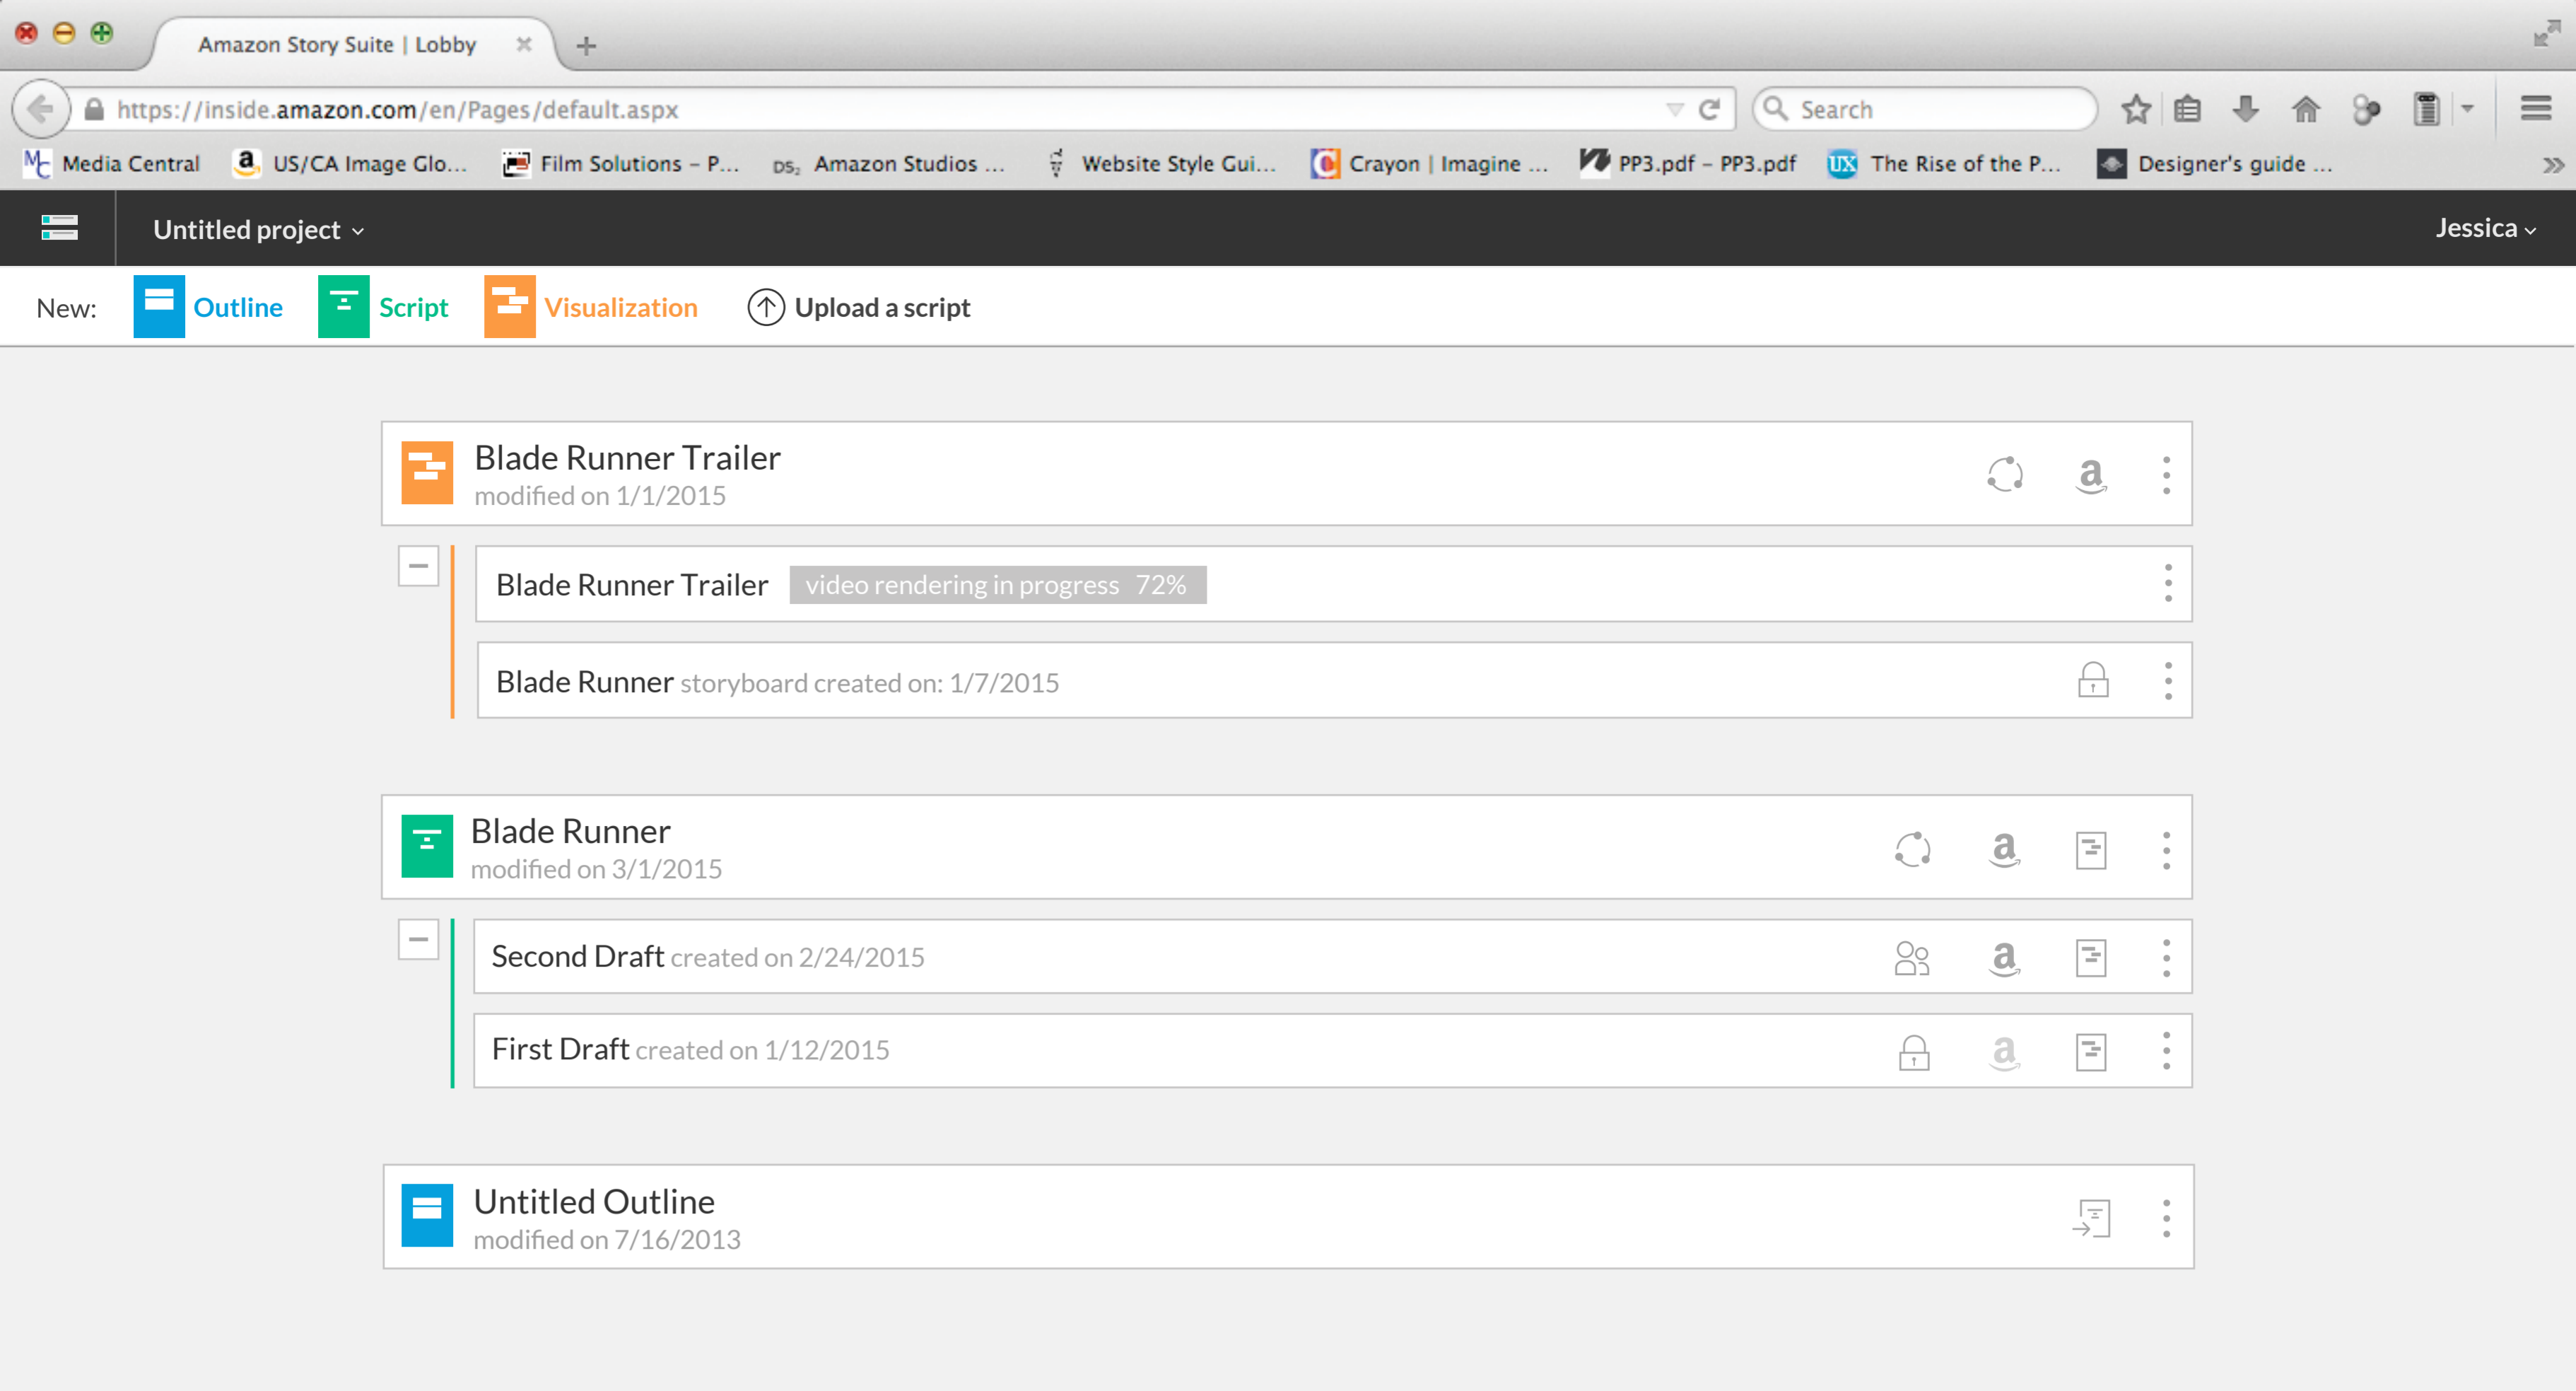 Amazon Story Suite | Lobby
https://inside.amazon.com/en/Pages/default.aspx
Search
Media Central
US/CA Image Glo...
Film Solutions – P...
DS2 Amazon Studios ...
Website Style Gui...
Crayon | Imagine ...
PP3.pdf – PP3.pdf
UX The Rise of the P...
Designer's guide ...
Untitled project
Jessica
New:
Outline
Script
Visualization
Upload a script
Blade Runner Trailer
modified on 1/1/2015
Blade Runner Trailer video rendering in progress 72%
Blade Runner storyboard created on: 1/7/2015
Blade Runner
modified on 3/1/2015
Second Draft created on 2/24/2015
First Draft created on 1/12/2015
Untitled Outline
modified on 7/16/2013